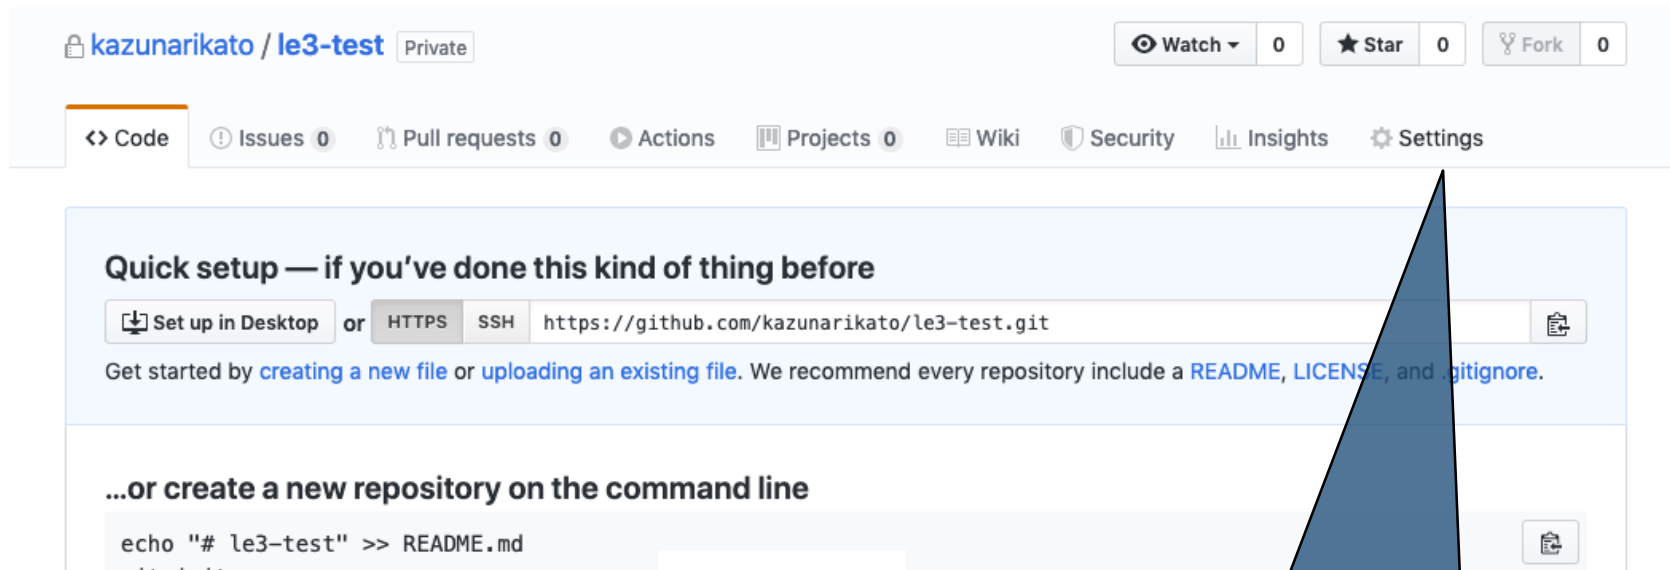 kazunarikato / le3-test Private Watch 0 Star 0 Fork 0
Code Issues 0 Pull requests 0 Actions Projects 0 Wiki Security Insights Settings
Quick setup — if you’ve done this kind of thing before
Set up in Desktop or HTTPS SSH https://github.com/kazunarikato/le3-test.git
Get started by creating a new file or uploading an existing file. We recommend every repository include a README, LICENSE, and .gitignore.
…or create a new repository on the command line
echo "# le3-test" >> README.md